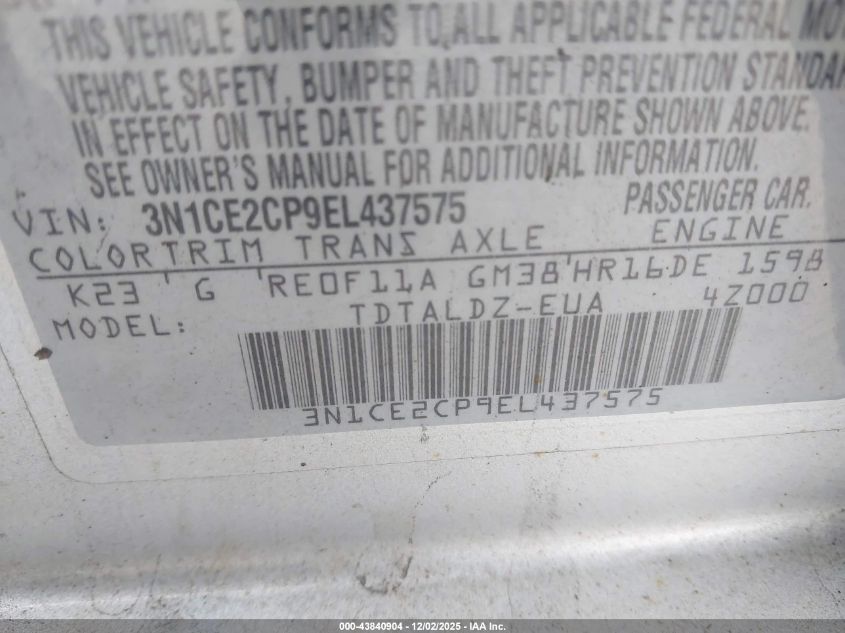 THIS VEHICLE CONFORMS TO ALL APPLICABLE FEDERAL MO
VEHICLE SAFETY, BUMPER AND THEFT PREVENTION STANDAR
IN EFFECT ON THE DATE OF MANUFACTURE SHOWN ABOVE.
SEE OWNER'S MANUAL FOR ADDITIONAL INFORMATION.
VIN: 3N1CE2CP9EL437575 PASSENGER CAR.
COLORTRIM TRANS AXLE ENGINE
K23 ' G 'RE0F11A GM38'HR16DE 1598
MODEL: TDTALDZ-EUA 4Z000
3N1CE2CP9EL437575
000-43840904 - 12/02/2025 - IAA Inc.